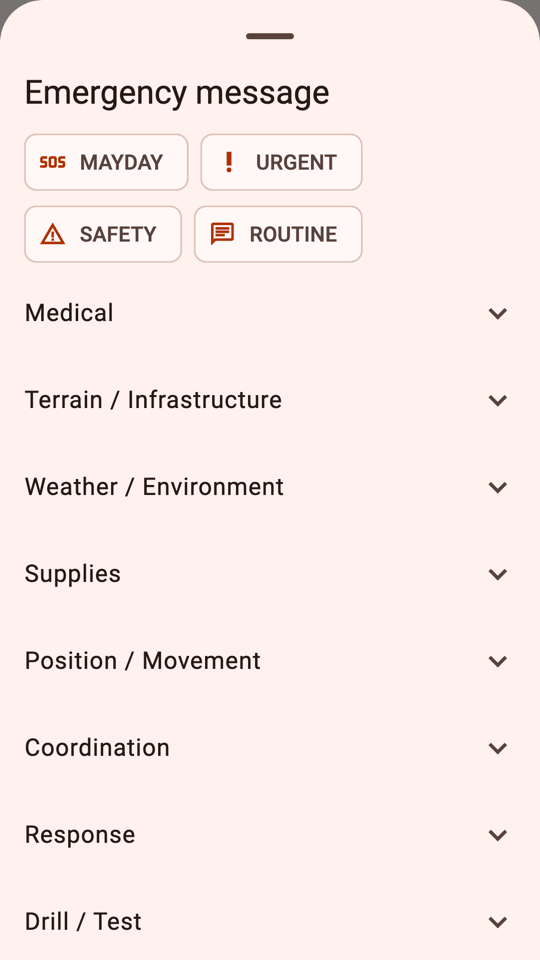 Emergency message
SOS MAYDAY
! URGENT
SAFETY
ROUTINE
Medical
Terrain / Infrastructure
Weather / Environment
Supplies
Position / Movement
Coordination
Response
Drill / Test